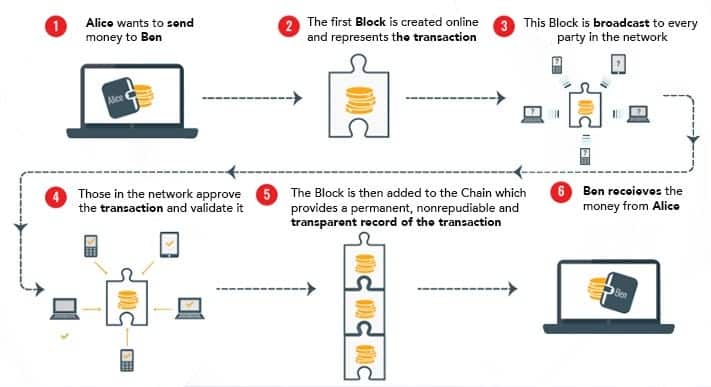 1
Alice wants to send
money to Ben
Alice
2
The first Block is created online
and represents the transaction
3
This Block is broadcast to every
party in the network
?
?
?
?
?
4
Those in the network approve
the transaction and validate it
5
The Block is then added to the Chain which
provides a permanent, nonrepudiable and
transparent record of the transaction
6
Ben receieves the
money from Alice
Ben